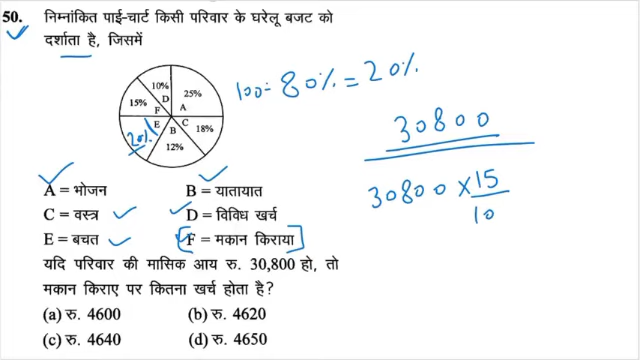 50. निम्नांकित पाई-चार्ट किसी परिवार के घरेलू बजट को
दर्शाता है, जिसमें
100- 80% = 20%
10%
D
25%
A
15%
F
E
20%
B
12%
C
18%
30800
30800 × 15
10
A = भोजन B = यातायात
C = वस्त्र D = विविध खर्च
E = बचत F = मकान किराया
यदि परिवार की मासिक आय रु. 30,800 हो, तो
मकान किराए पर कितना खर्च होता है?
(a) रु. 4600 (b) रु. 4620
(c) रु. 4640 (d) रु. 4650